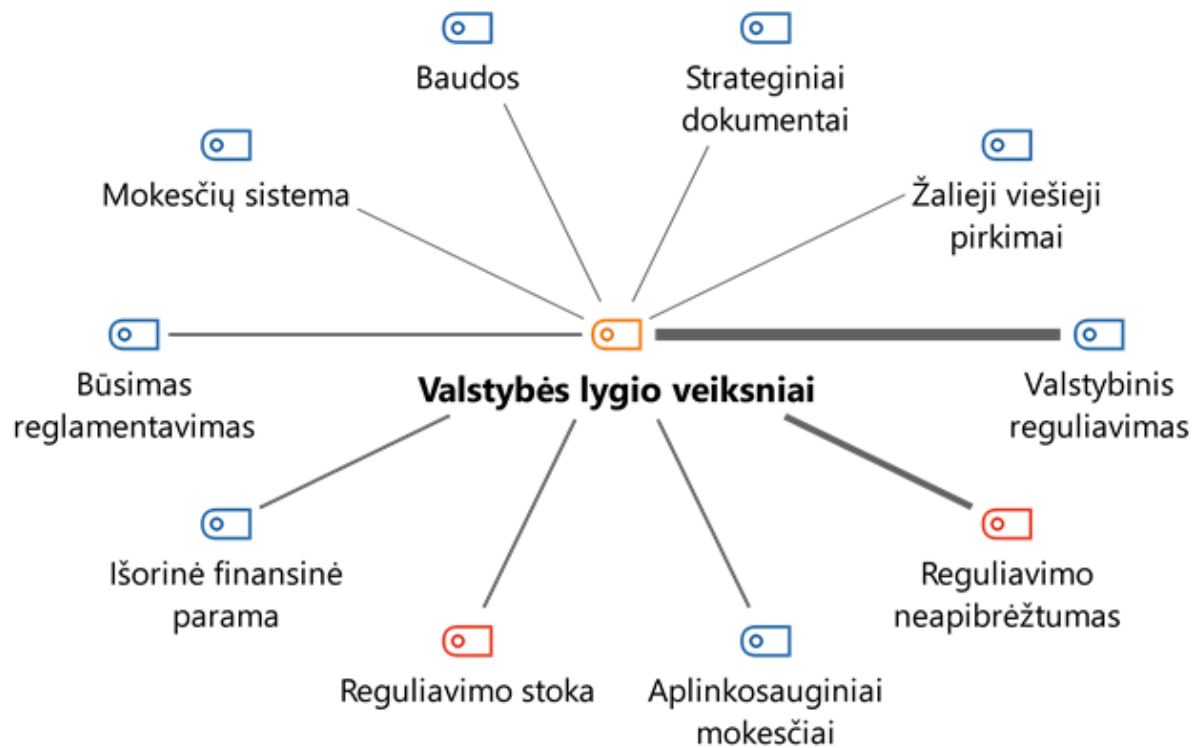 Baudos
Strateginiai
dokumentai
Mokesčių sistema
Žalieji viešieji
pirkimai
Būsimas
reglamentavimas
Valstybės lygio veiksniai
Valstybinis
reguliavimas
Išorinė finansinė
parama
Reguliavimo
neapibrėžtumas
Reguliavimo stoka
Aplinkosauginiai
mokesčiai